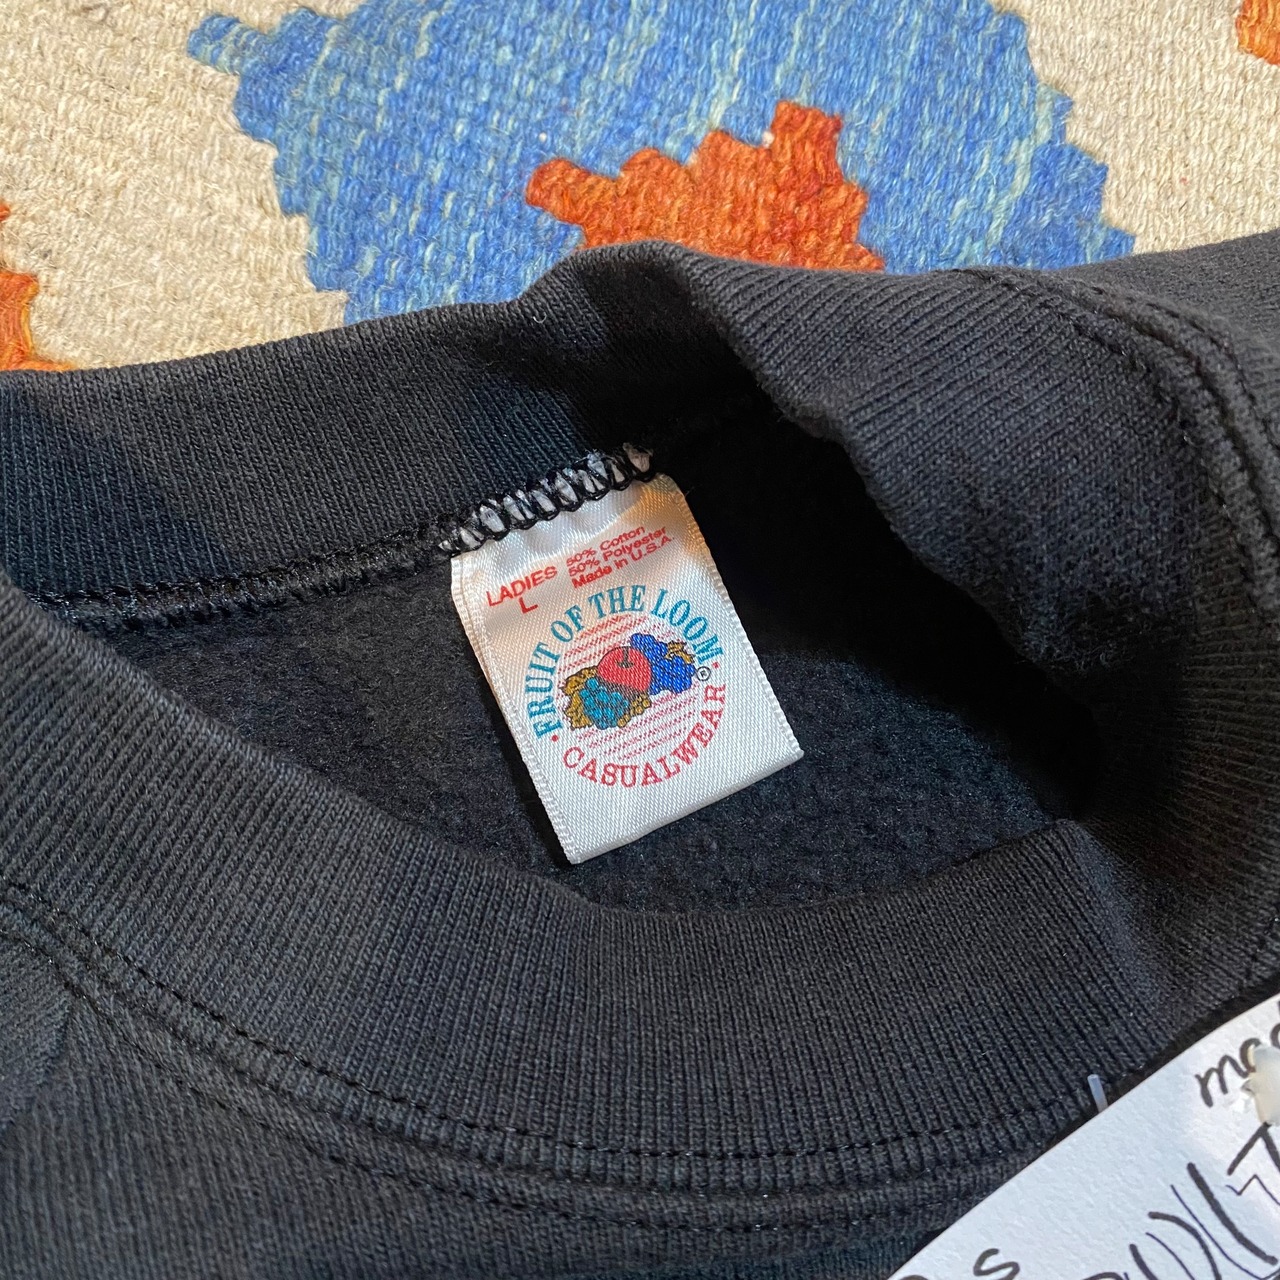 LADIES
L
50% Cotton
50% Polyester
Made in U.S.A.
· FRUIT OF THE LOOM ·
®
CASUALWEAR